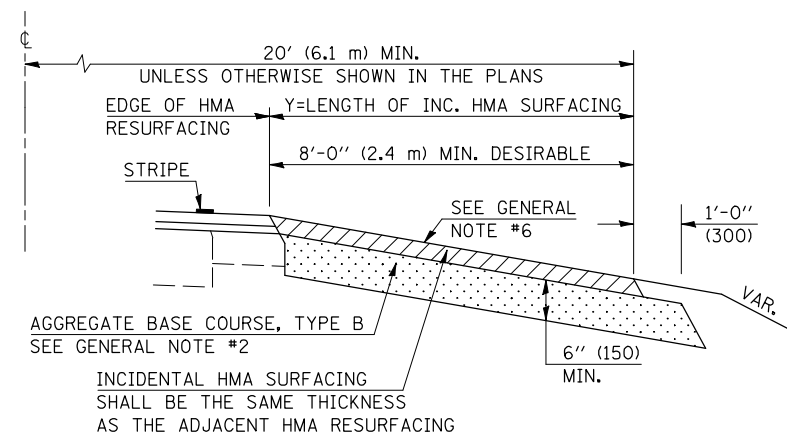 ℄
20' (6.1 m) MIN.
UNLESS OTHERWISE SHOWN IN THE PLANS
EDGE OF HMA
RESURFACING
Y=LENGTH OF INC. HMA SURFACING
8'-0" (2.4 m) MIN. DESIRABLE
STRIPE
SEE GENERAL
NOTE #6
1'-0"
(300)
VAR.
AGGREGATE BASE COURSE, TYPE B
SEE GENERAL NOTE #2
6" (150)
MIN.
INCIDENTAL HMA SURFACING
SHALL BE THE SAME THICKNESS
AS THE ADJACENT HMA RESURFACING